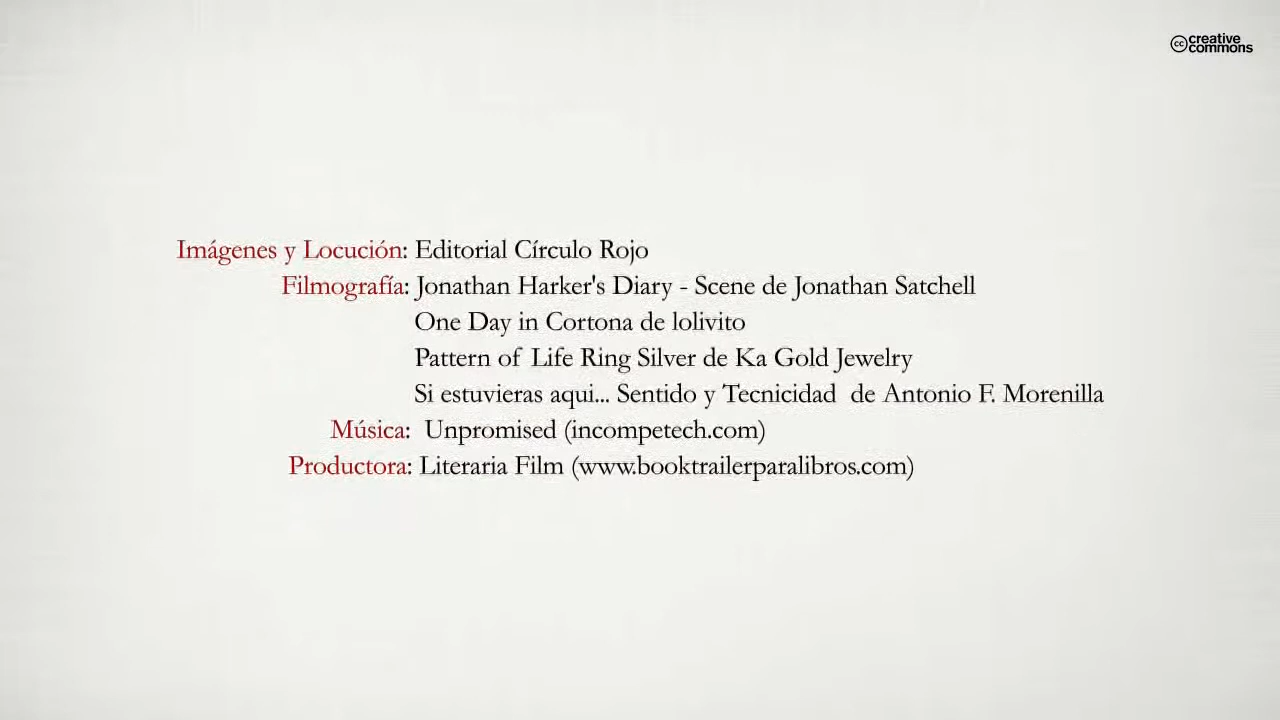 cc creative
commons
Imágenes y Locución: Editorial Círculo Rojo
Filmografía: Jonathan Harker's Diary - Scene de Jonathan Satchell
One Day in Cortona de lolivito
Pattern of Life Ring Silver de Ka Gold Jewelry
Si estuvieras aqui... Sentido y Tecnicidad de Antonio F. Morenilla
Música: Unpromised (incompetech.com)
Productora: Literaria Film (www.booktrailerparalibros.com)